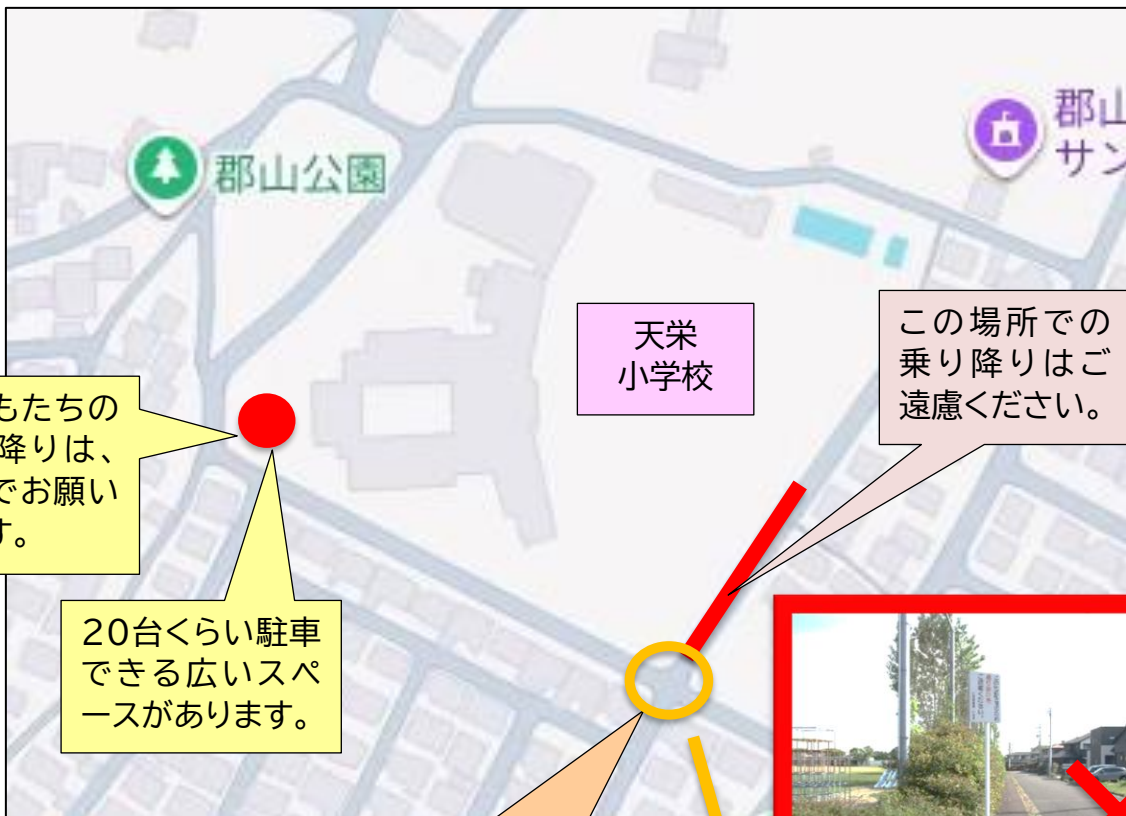 郡山公園
郡山
サン
天栄
小学校
この場所での
乗り降りはご
遠慮ください。
もたちの
降りは、
でお願い
す。
20台くらい駐車
できる広いスペ
ースがあります。